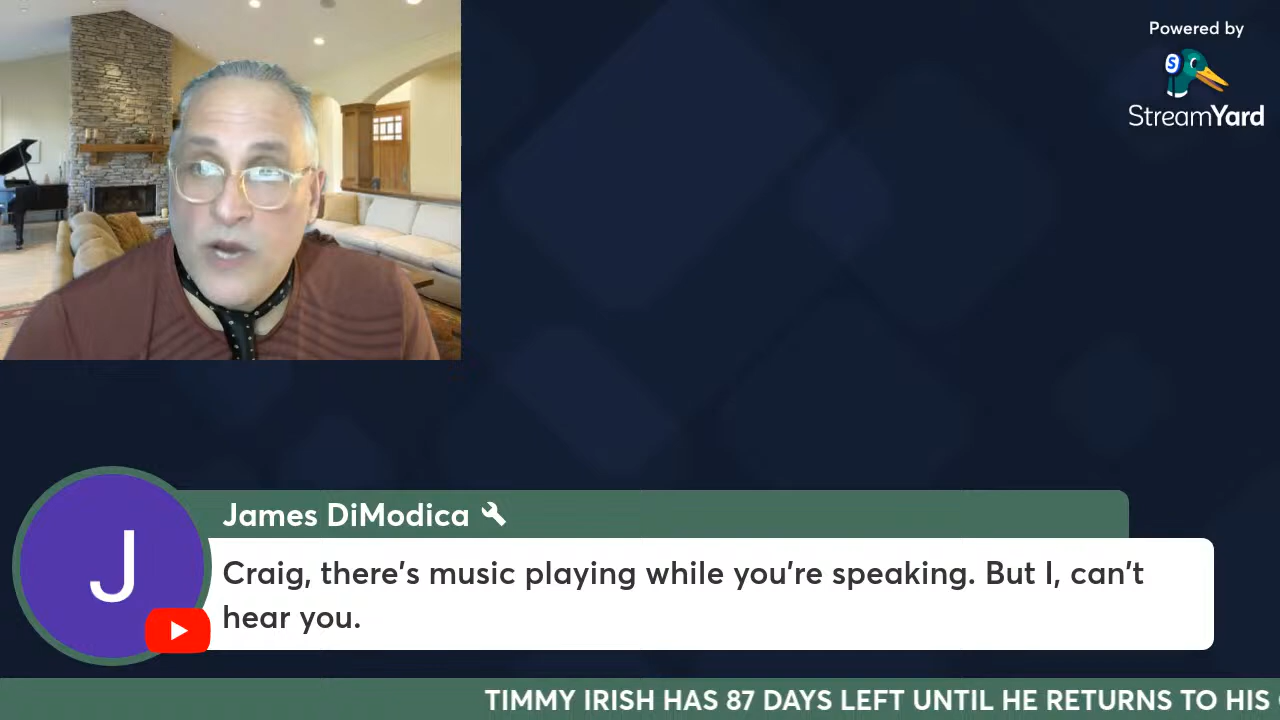 Powered by
S
StreamYard
J
James DiModica
Craig, there's music playing while you're speaking. But I, can't
hear you.
TIMMY IRISH HAS 87 DAYS LEFT UNTIL HE RETURNS TO HIS